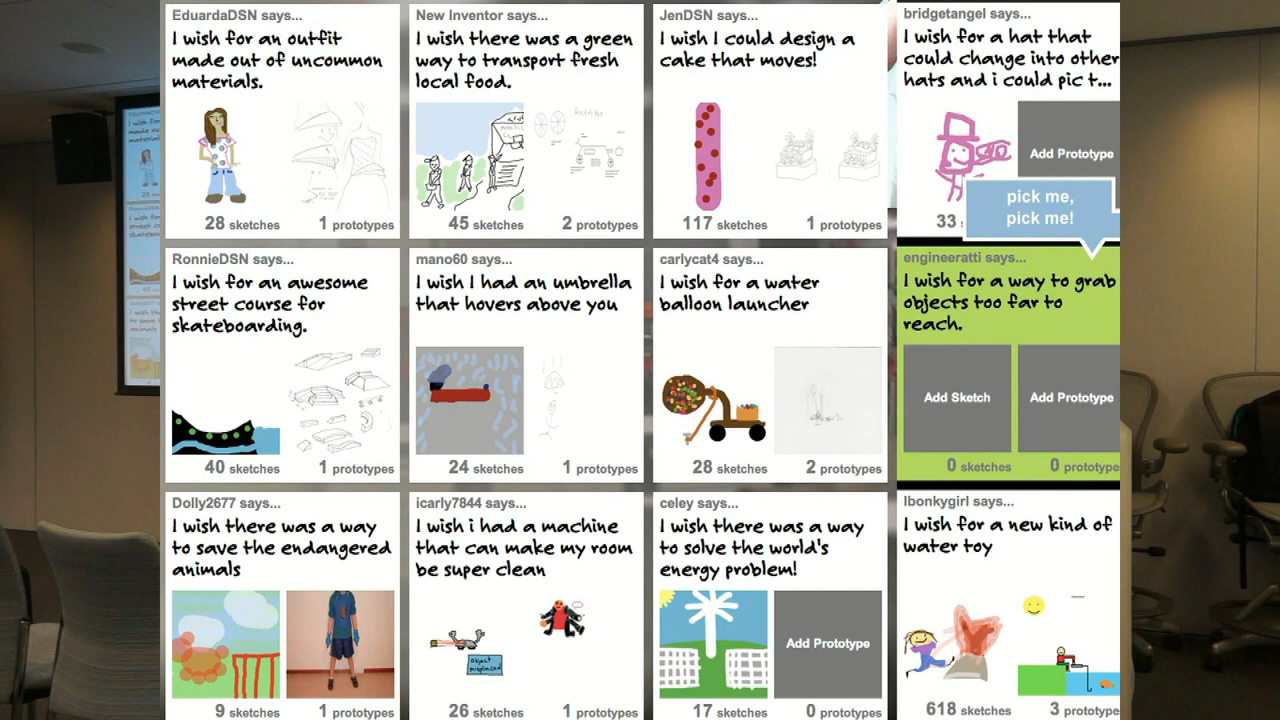 EduardaDSN says...
I wish for an outfit
made out of uncommon
materials.
28 sketches
1 prototypes
New Inventor says...
I wish there was a green
way to transport fresh
local food.
45 sketches
2 prototypes
JenDSN says...
I wish I could design a
cake that moves!
117 sketches
1 prototypes
bridgetangel says...
I wish for a hat that
could change into other
hats and i could pic t...
Add Prototype
33
pick me,
pick me!
RonnieDSN says...
I wish for an awesome
street course for
skateboarding.
40 sketches
1 prototypes
mano60 says...
I wish I had an umbrella
that hovers above you
24 sketches
1 prototypes
carlycat4 says...
I wish for a water
balloon launcher
28 sketches
2 prototypes
engineeratti says...
I wish for a way to grab
objects too far to
reach.
Add Sketch
Add Prototype
0 sketches
0 prototype
Dolly2677 says...
I wish there was a way
to save the endangered
animals
9 sketches
1 prototypes
icarly7844 says...
I wish i had a machine
that can make my room
be super clean
Object
misplaced
26 sketches
1 prototypes
celey says...
I wish there was a way
to solve the world's
energy problem!
Add Prototype
17 sketches
0 prototypes
lbonkygirl says...
I wish for a new kind of
water toy
618 sketches
3 prototypes